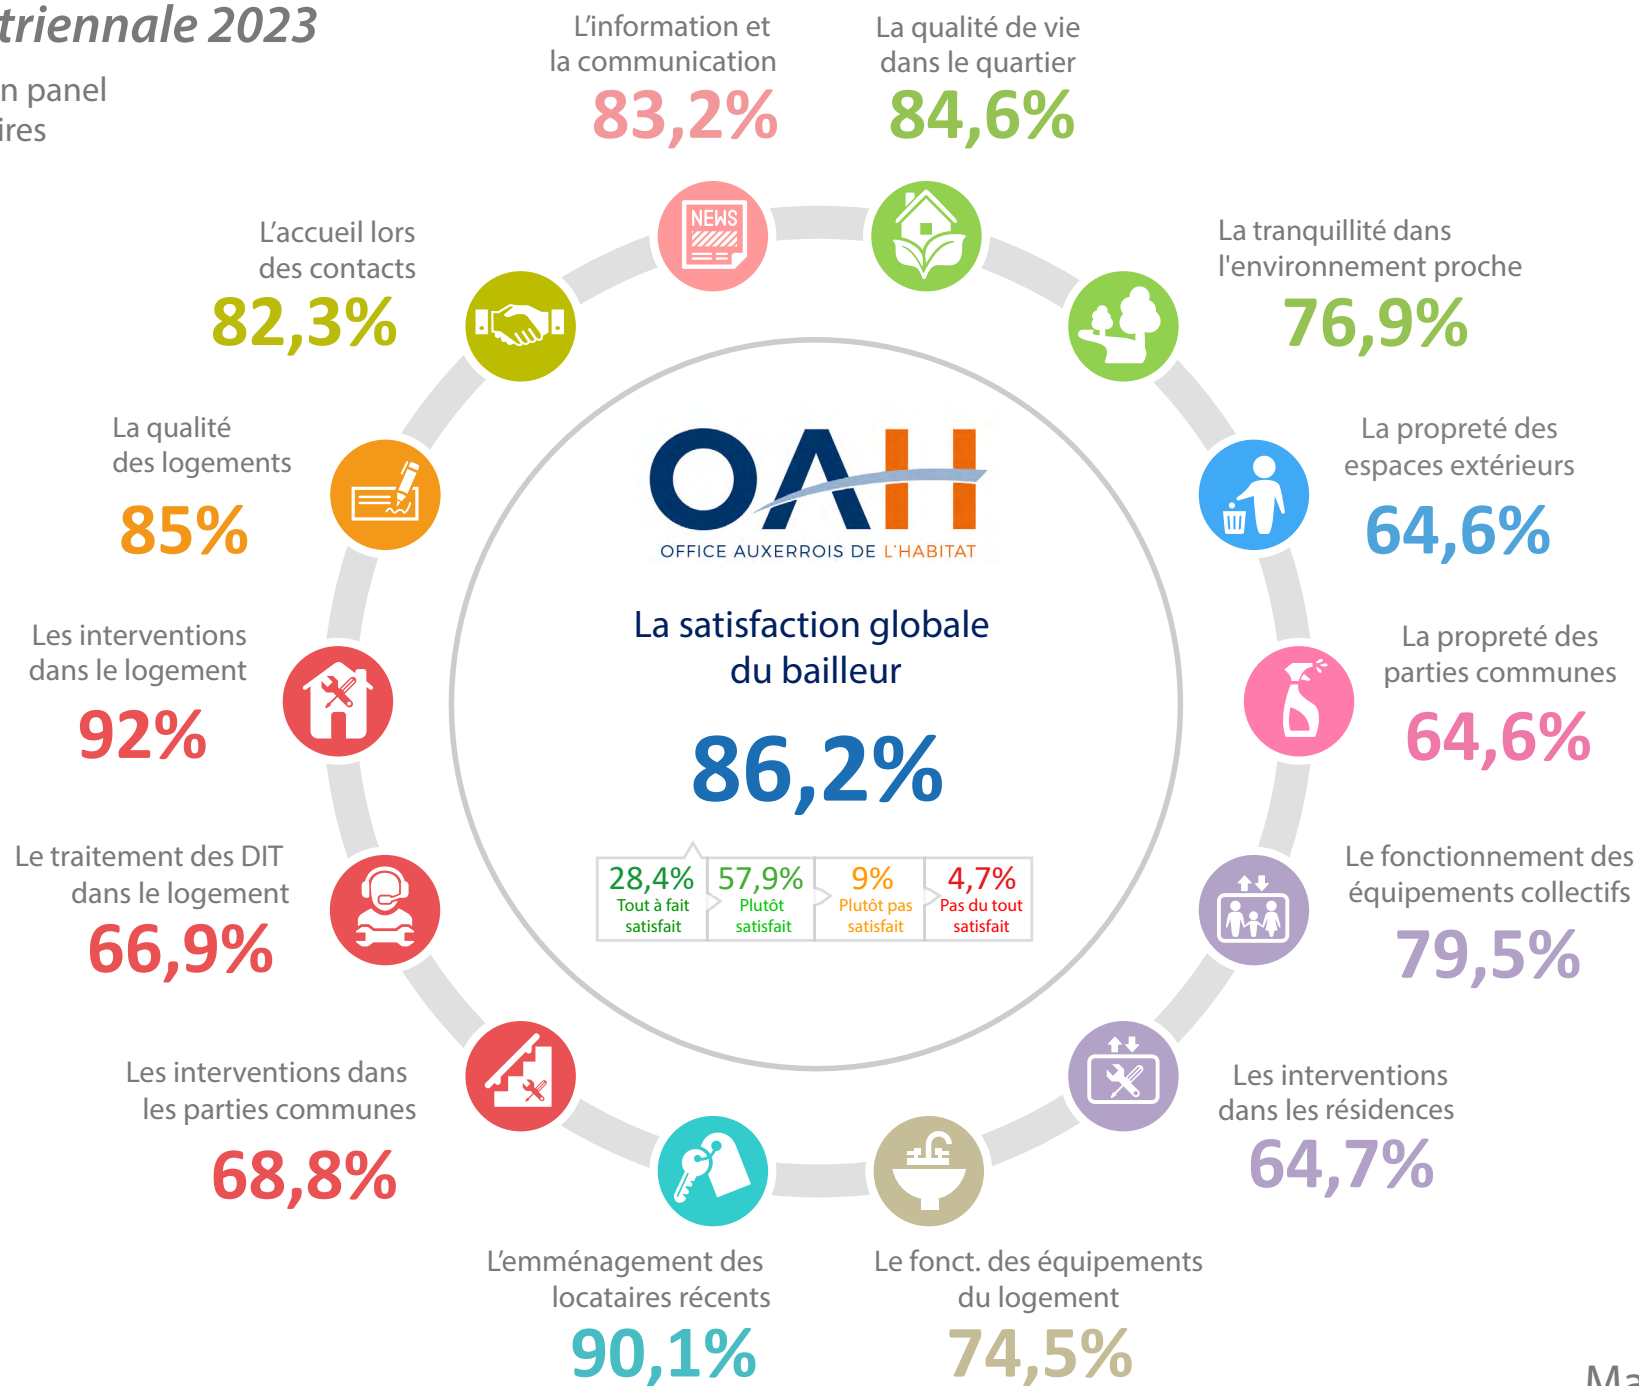 triennale 2023
n panel
ires
L'information et
la communication
83,2%
La qualité de vie
dans le quartier
84,6%
L'accueil lors
des contacts
82,3%
NEWS
La tranquillité dans
l'environnement proche
76,9%
La qualité
des logements
85%
La propreté des
espaces extérieurs
64,6%
OAH
OFFICE AUXERROIS DE L'HABITAT
La satisfaction globale
du bailleur
86,2%
28,4%
Tout à fait
satisfait
57,9%
Plutôt
satisfait
9%
Plutôt pas
satisfait
4,7%
Pas du tout
satisfait
Les interventions
dans le logement
92%
La propreté des
parties communes
64,6%
Le traitement des DIT
dans le logement
66,9%
Le fonctionnement des
équipements collectifs
79,5%
Les interventions dans
les parties communes
68,8%
Les interventions
dans les résidences
64,7%
L'emménagement des
locataires récents
90,1%
Le fonct. des équipements
du logement
74,5%
Ma